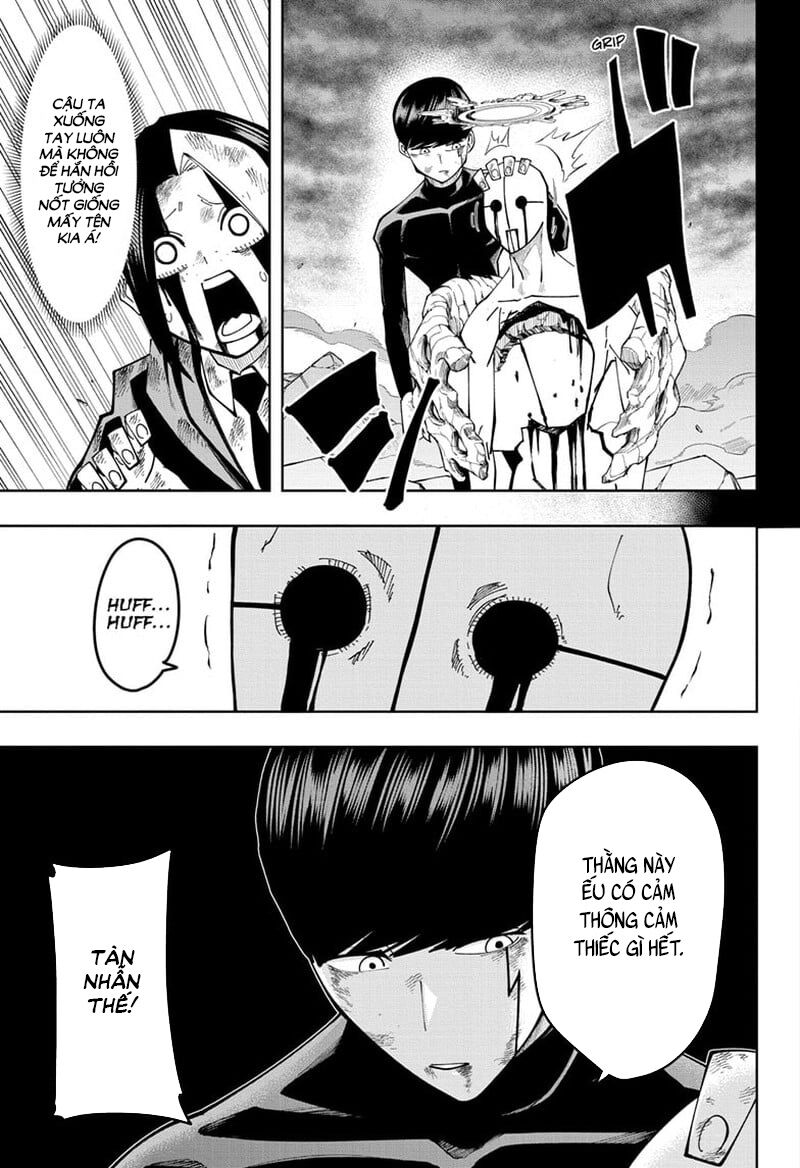 GRIP
CẬU TA
XUỐNG
TAY LUÔN
MÀ KHÔNG
ĐỂ HẮN HỒI
TƯỞNG
NỐT GIỐNG
MẤY TÊN
KIA Á!
HUFF...
HUFF...
THẰNG NÀY
ẾU CÓ CẢM
THÔNG CẢM
THIẾC GÌ HẾT.
TÀN
NHẪN
THẾ!